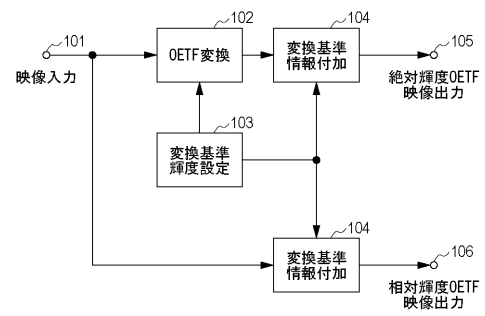 101
映像入力
102
OETF変換
104
変換基準
情報付加
105
絶対輝度OETF
映像出力
103
変換基準
輝度設定
104
変換基準
情報付加
106
相対輝度OETF
映像出力